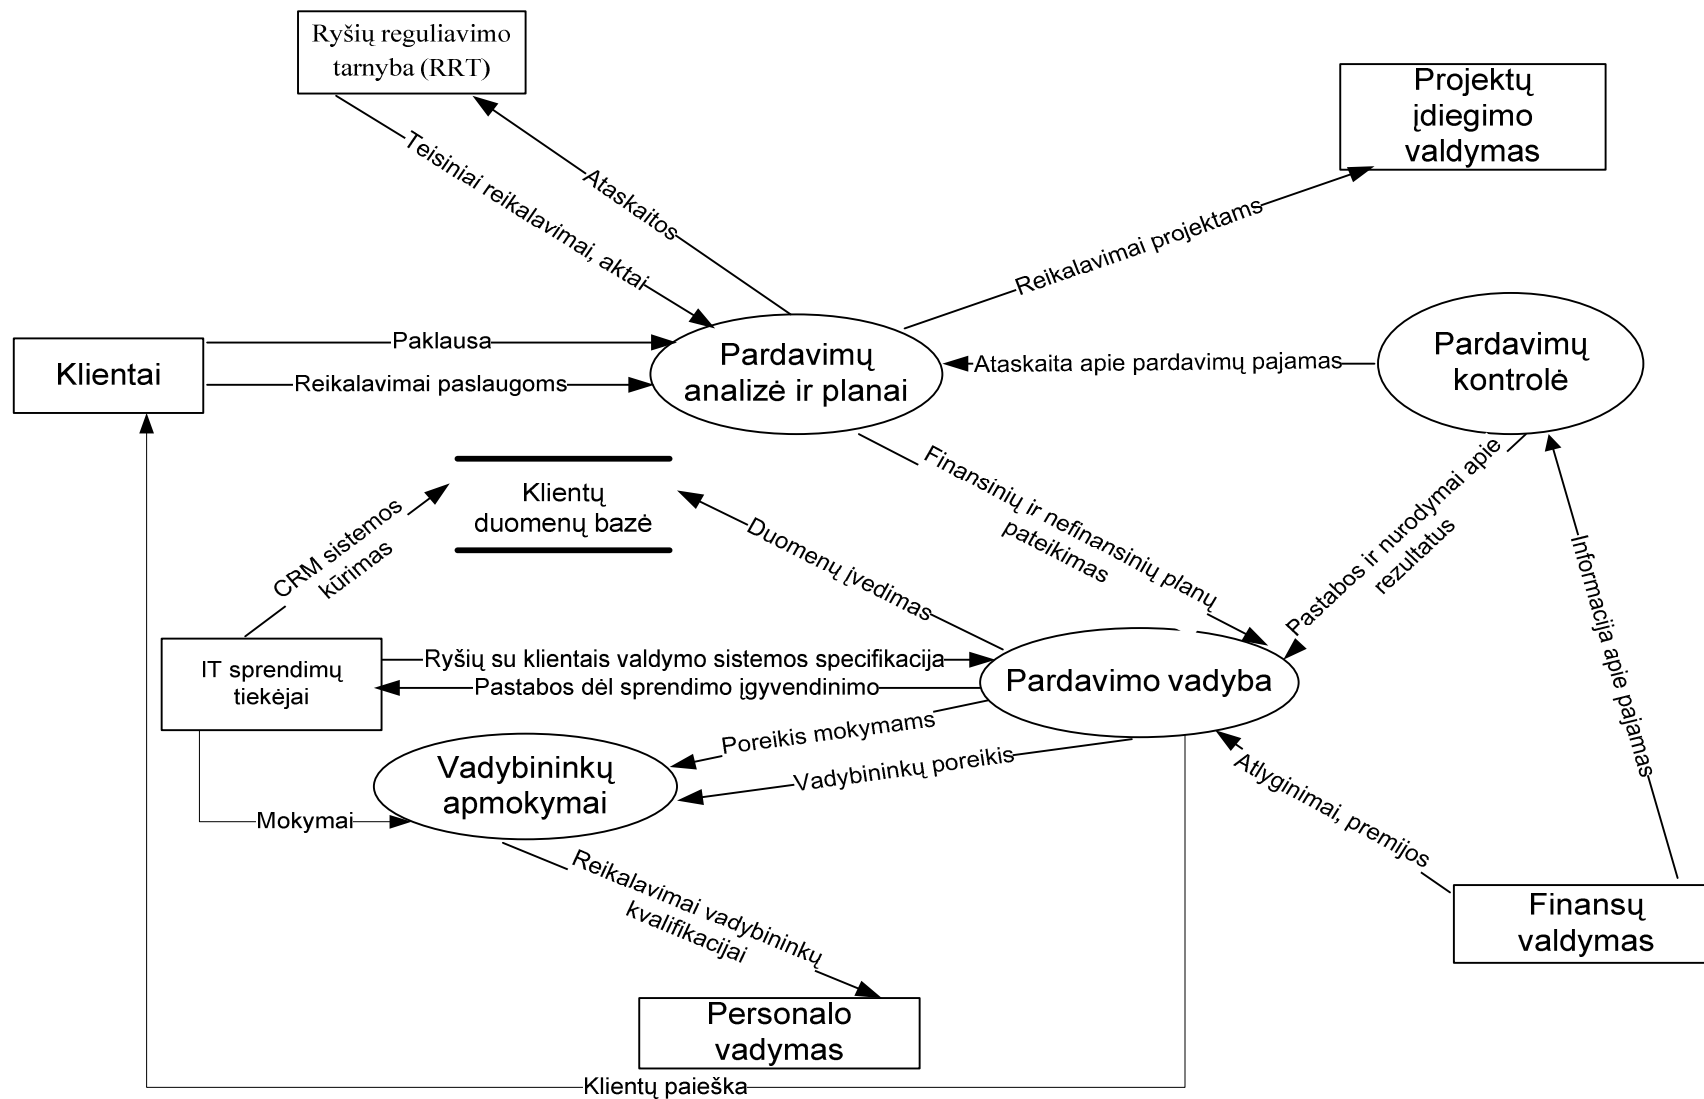 Ryšių reguliavimo
tarnyba (RRT)
Projektų
įdiegimo
valdymas
Teisiniai reikalavimai, aktai
Ataskaitos
Reikalavimai projektams
Klientai
Paklausa
Reikalavimai paslaugoms
Pardavimų
analizė ir planai
Ataskaita apie pardavimų pajamas
Pardavimų
kontrolė
Klientų
duomenų bazė
Finansinių ir nefinansinių planų
pateikimas
Pastabos ir nurodymai apie
rezultatus
CRM sistemos
kūrimas
Duomenų įvedimas
Informacija apie pajamas
IT sprendimų
tiekėjai
Ryšių su klientais valdymo sistemos specifikacija
Pastabos dėl sprendimo įgyvendinimo
Pardavimo vadyba
Poreikis mokymams
Vadybininkų poreikis
Vadybininkų
apmokymai
Mokymai
Atlyginimai, premijos
Reikalavimai vadybininkų
kvalifikacijai
Finansų
valdymas
Personalo
vadymas
Klientų paieška